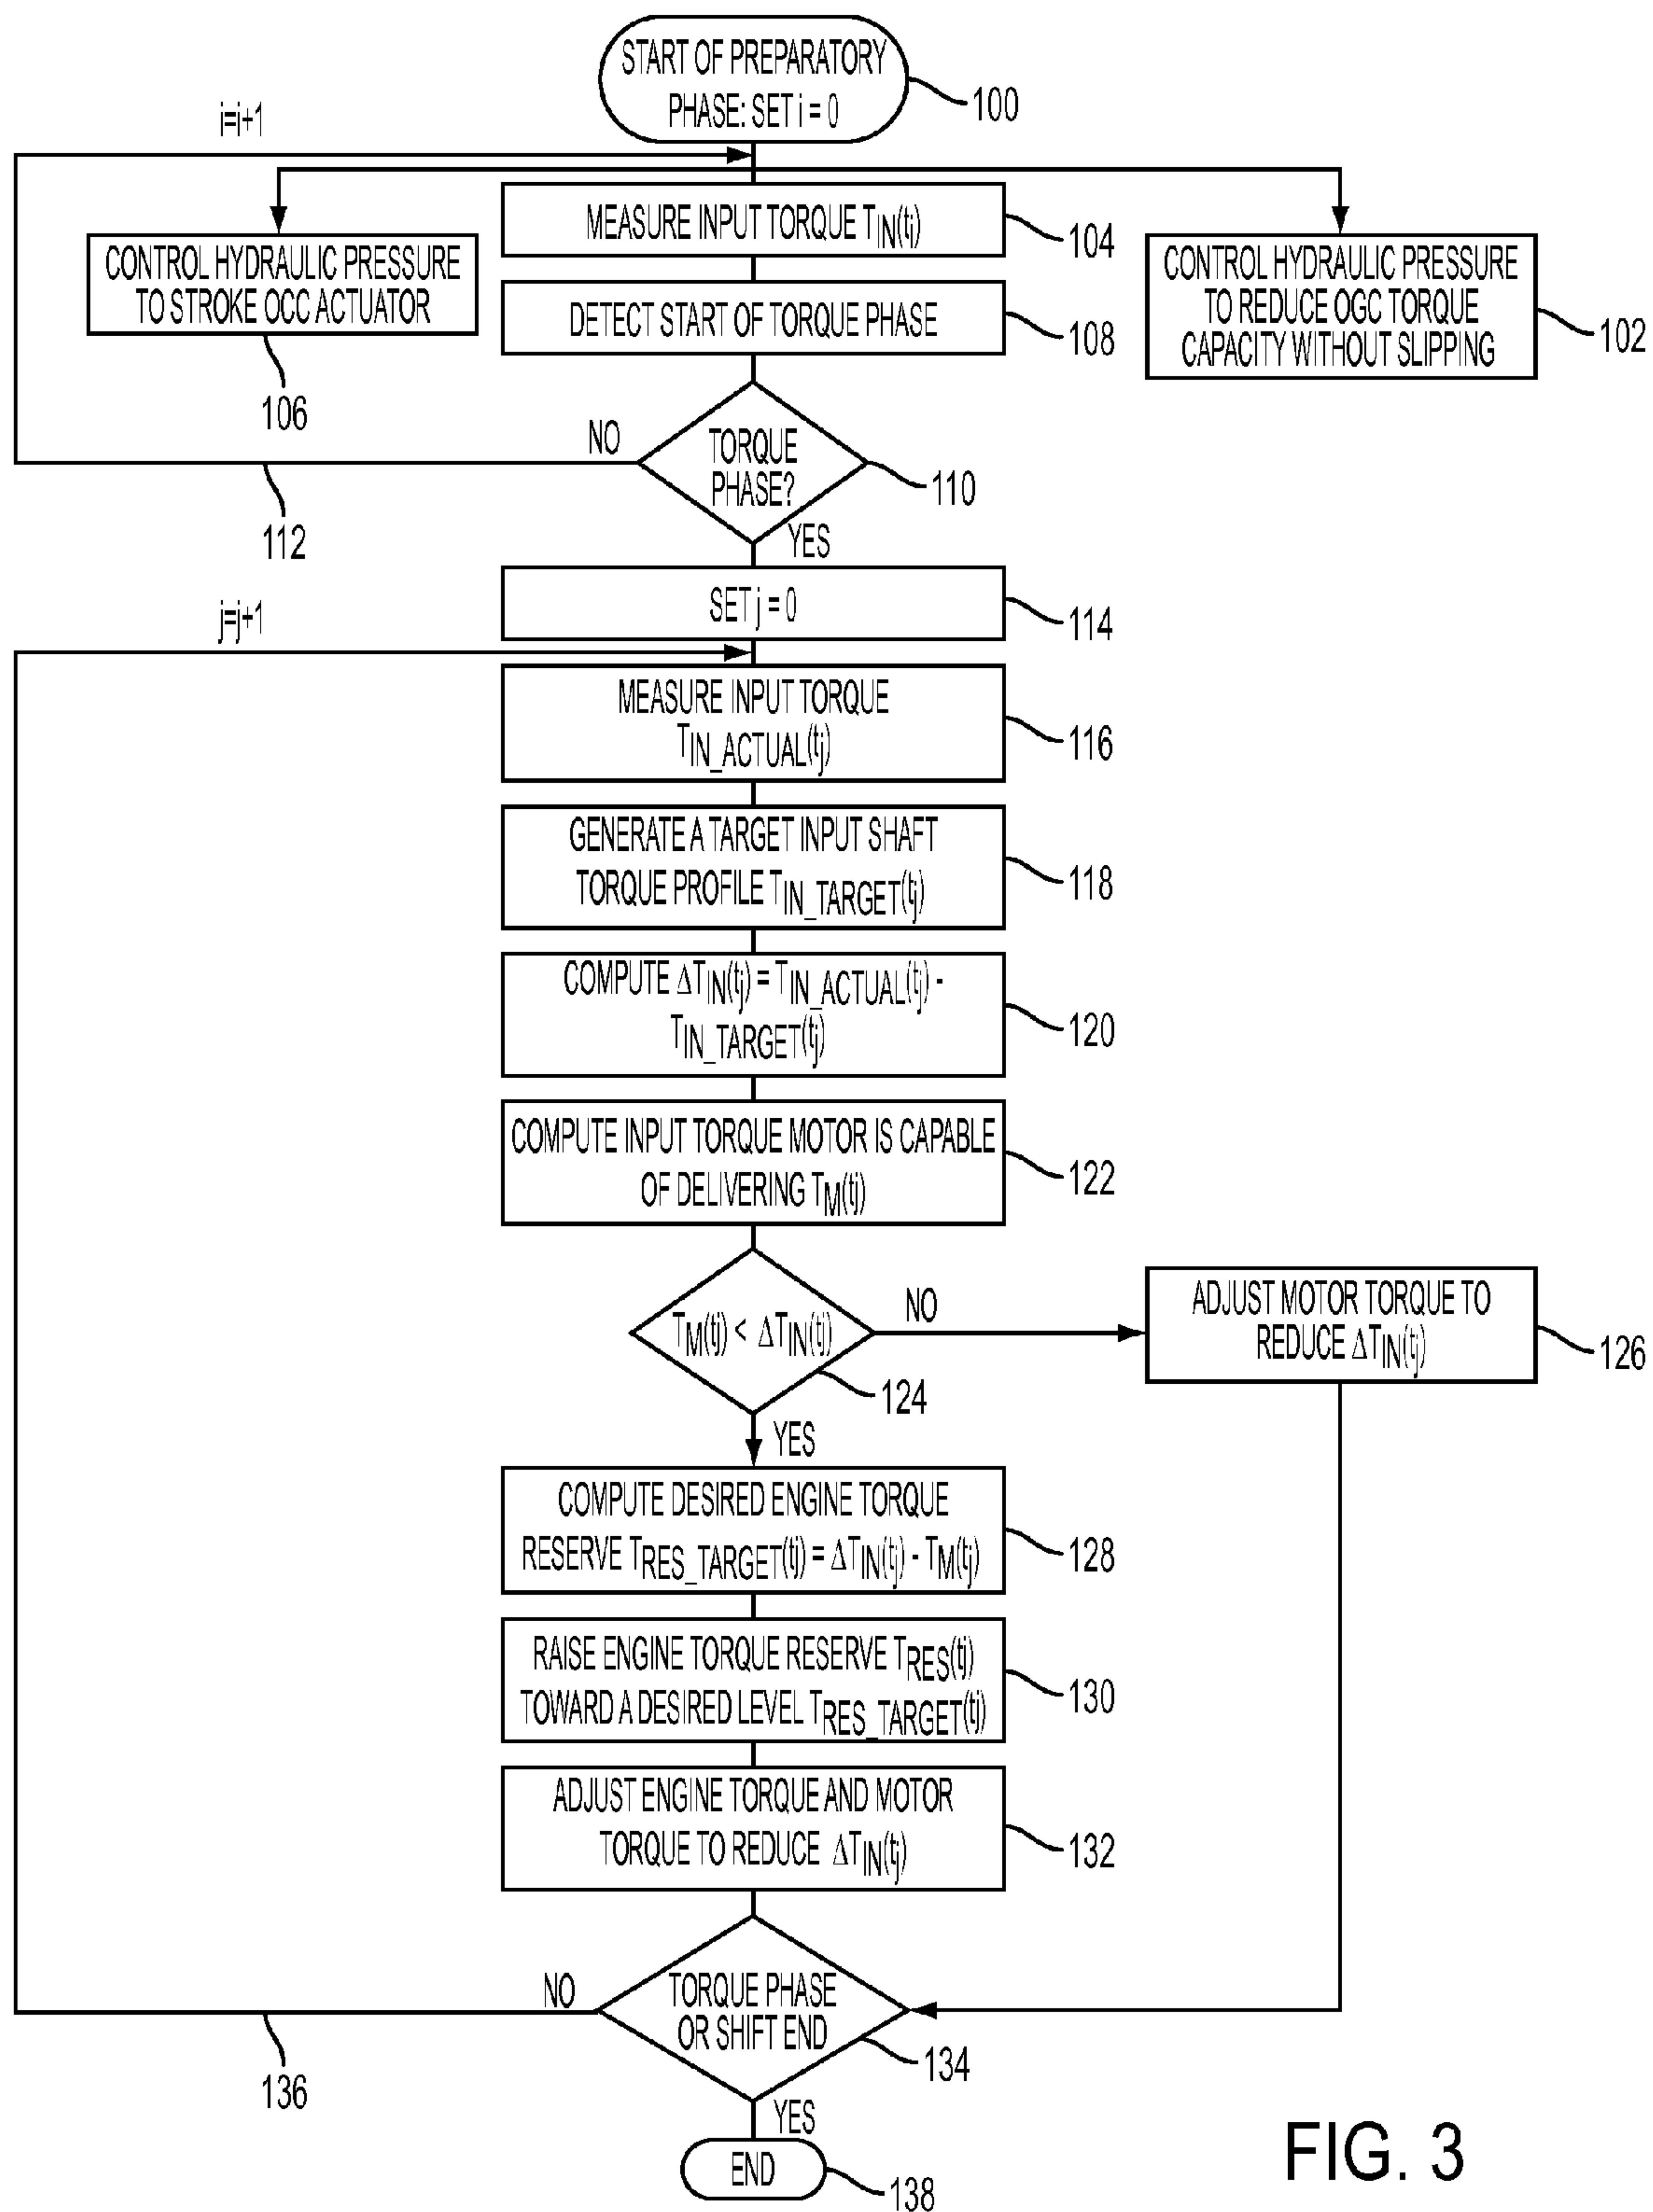 START OF PREPARATORY
PHASE: SET i = 0
100
i=i+1
MEASURE INPUT TORQUE TIN(ti)
104
CONTROL HYDRAULIC PRESSURE
TO STROKE OCC ACTUATOR
106
CONTROL HYDRAULIC PRESSURE
TO REDUCE OGC TORQUE
CAPACITY WITHOUT SLIPPING
102
DETECT START OF TORQUE PHASE
108
NO
TORQUE
PHASE?
110
112
YES
SET j = 0
114
j=j+1
MEASURE INPUT TORQUE
TIN_ACTUAL(tj)
116
GENERATE A TARGET INPUT SHAFT
TORQUE PROFILE TIN_TARGET(tj)
118
COMPUTE ΔTIN(tj) = TIN_ACTUAL(tj) -
TIN_TARGET(tj)
120
COMPUTE INPUT TORQUE MOTOR IS CAPABLE
OF DELIVERING TM(tj)
122
TM(tj) < ΔTIN(tj)
NO
124
ADJUST MOTOR TORQUE TO
REDUCE ΔTIN(tj)
126
YES
COMPUTE DESIRED ENGINE TORQUE
RESERVE TRES_TARGET(tj) = ΔTIN(tj) - TM(tj)
128
RAISE ENGINE TORQUE RESERVE TRES(tj)
TOWARD A DESIRED LEVEL TRES_TARGET(tj)
130
ADJUST ENGINE TORQUE AND MOTOR
TORQUE TO REDUCE ΔTIN(tj)
132
NO
TORQUE PHASE
OR SHIFT END
134
136
YES
END
138
FIG. 3